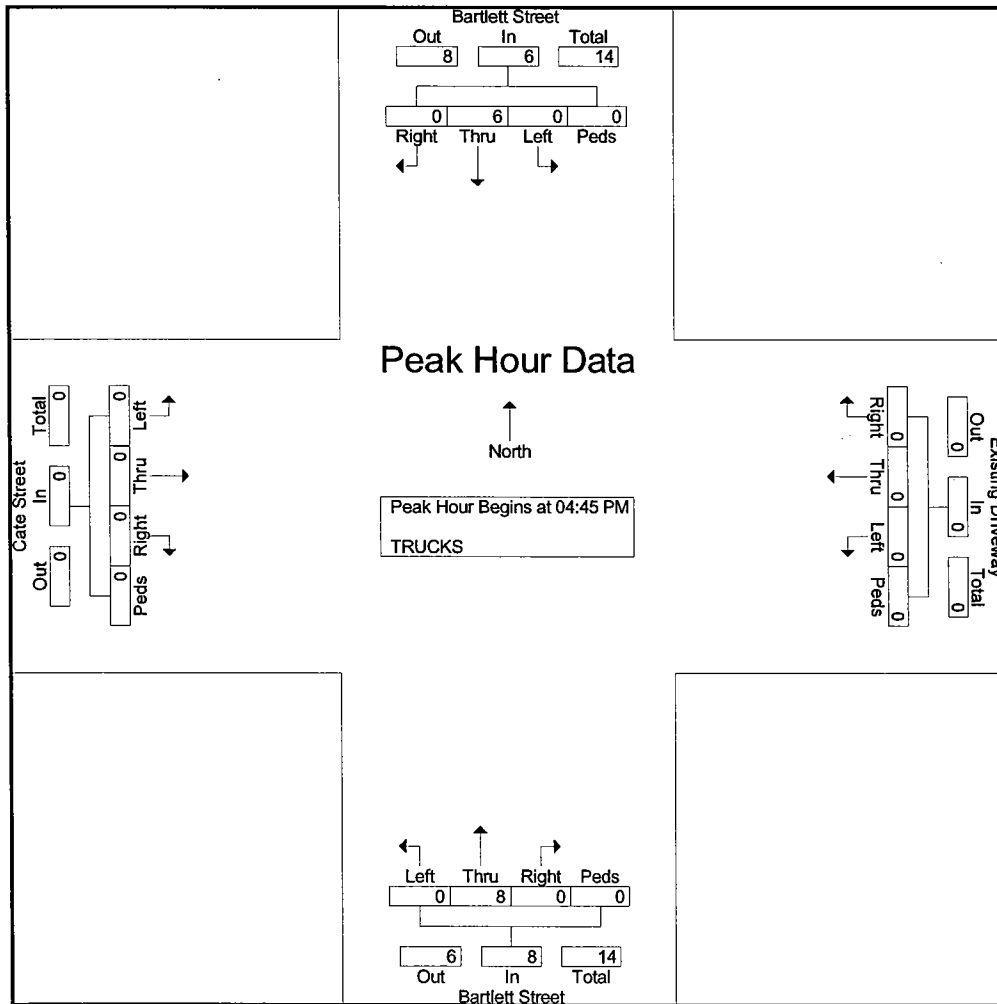 Bartlett Street
Out In Total
8 6 14
0 6 0 0
Right Thru Left Peds
Peak Hour Data
North
Peak Hour Begins at 04:45 PM
TRUCKS
Cate Street
Total In Out
0 0 0
0 0 0 0
Left Thru Right Peds
Existing Driveway
Out In Total
0 0 0
0 0 0 0
Right Thru Left Peds
Left Thru Right Peds
0 8 0 0
6 8 14
Out In Total
Bartlett Street